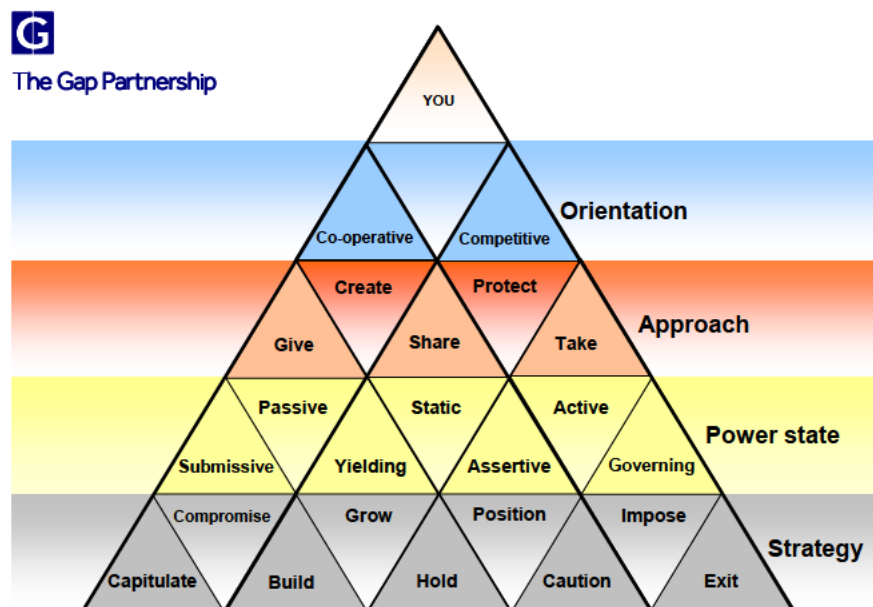 G
The Gap Partnership
YOU
Orientation
Co-operative Competitive
Create Protect
Approach
Give Share Take
Passive Static Active
Power state
Submissive Yielding Assertive Governing
Compromise Grow Position Impose
Strategy
Capitulate Build Hold Caution Exit